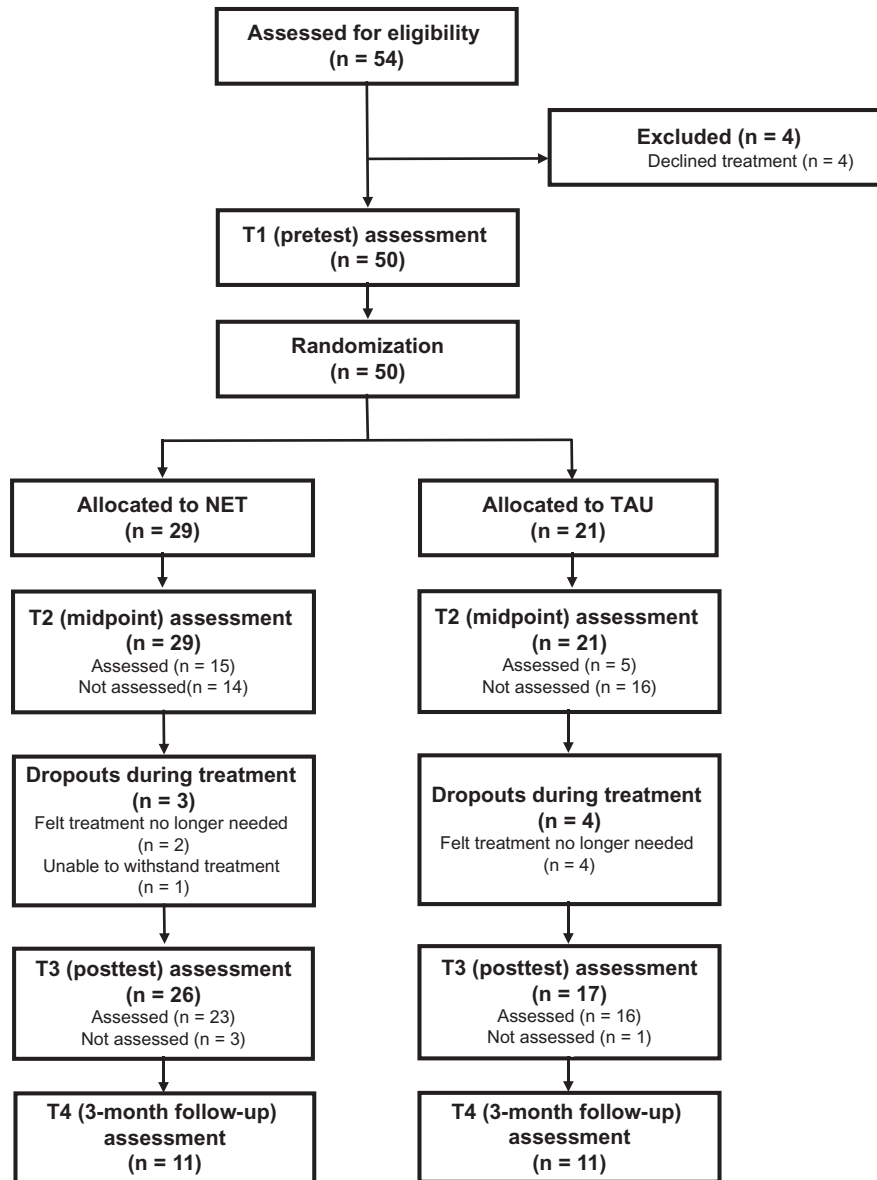 Assessed for eligibility
(n = 54)
Excluded (n = 4)
Declined treatment (n = 4)
T1 (pretest) assessment
(n = 50)
Randomization
(n = 50)
Allocated to NET
(n = 29)
Allocated to TAU
(n = 21)
T2 (midpoint) assessment
(n = 29)
Assessed (n = 15)
Not assessed(n = 14)
T2 (midpoint) assessment
(n = 21)
Assessed (n = 5)
Not assessed (n = 16)
Dropouts during treatment
(n = 3)
Felt treatment no longer needed
(n = 2)
Unable to withstand treatment
(n = 1)
Dropouts during treatment
(n = 4)
Felt treatment no longer needed
(n = 4)
T3 (posttest) assessment
(n = 26)
Assessed (n = 23)
Not assessed (n = 3)
T3 (posttest) assessment
(n = 17)
Assessed (n = 16)
Not assessed (n = 1)
T4 (3-month follow-up)
assessment
(n = 11)
T4 (3-month follow-up)
assessment
(n = 11)